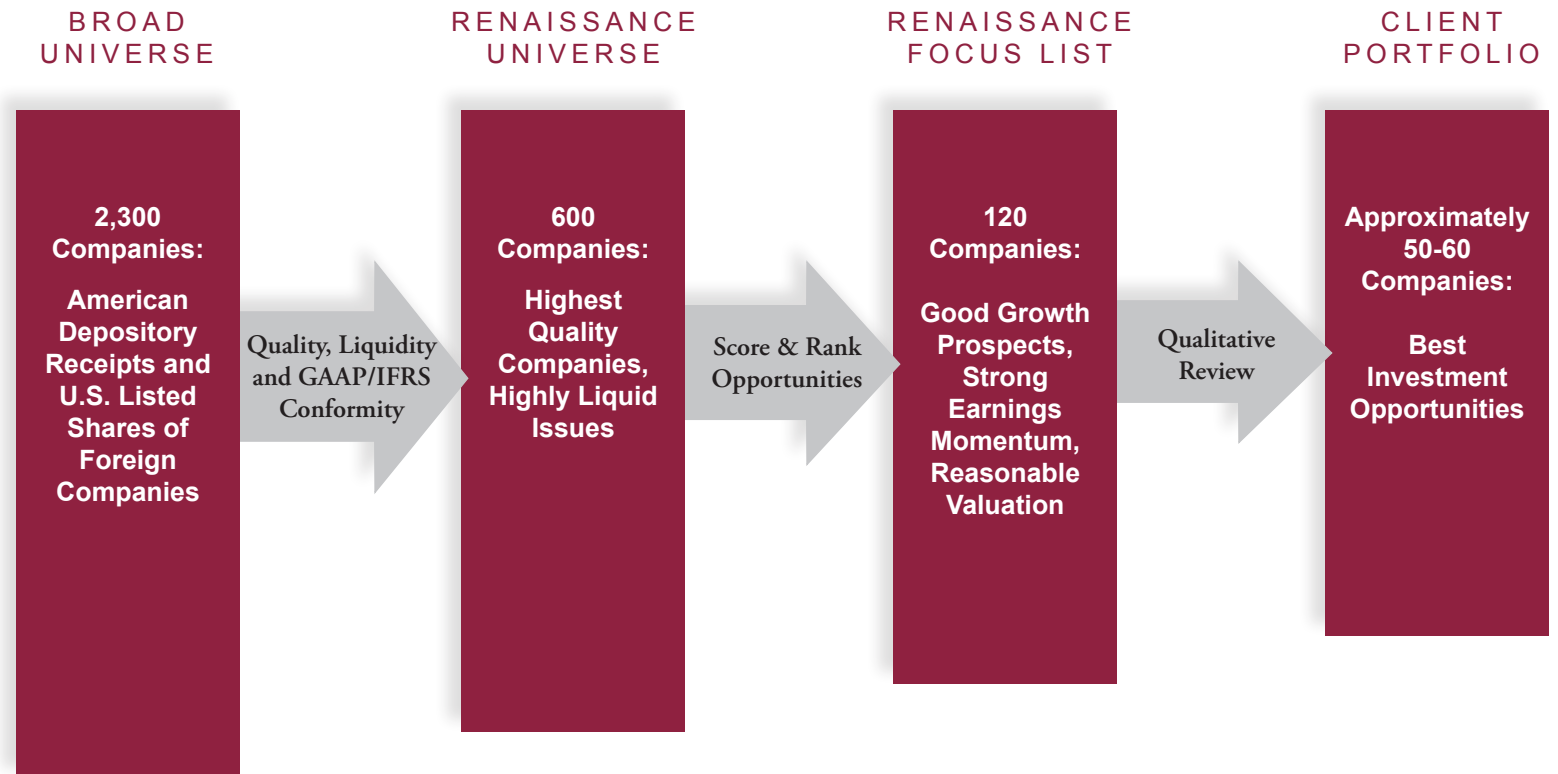 BROAD
UNIVERSE
RENAISSANCE
UNIVERSE
RENAISSANCE
FOCUS LIST
CLIENT
PORTFOLIO
2,300
Companies:
American
Depository
Receipts and
U.S. Listed
Shares of
Foreign
Companies
Quality, Liquidity
and GAAP/IFRS
Conformity
600
Companies:
Highest
Quality
Companies,
Highly Liquid
Issues
Score & Rank
Opportunities
120
Companies:
Good Growth
Prospects,
Strong
Earnings
Momentum,
Reasonable
Valuation
Qualitative
Review
Approximately
50-60
Companies:
Best
Investment
Opportunities